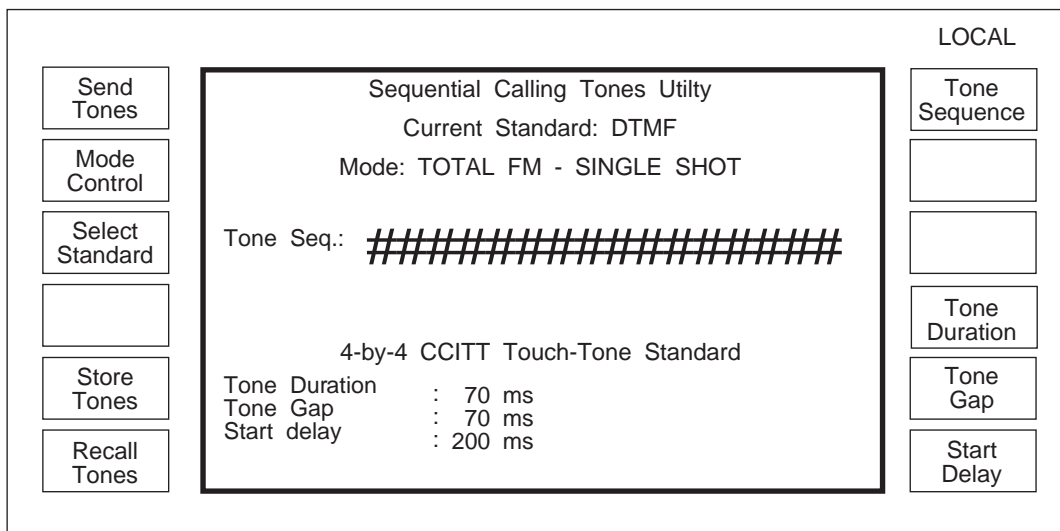 LOCAL
Send
Tones
Mode
Control
Select
Standard
Store
Tones
Recall
Tones
Sequential Calling Tones Utilty
Current Standard: DTMF
Mode: TOTAL FM - SINGLE SHOT
Tone Seq.: ################
4-by-4 CCITT Touch-Tone Standard
Tone Duration : 70 ms
Tone Gap : 70 ms
Start delay : 200 ms
Tone
Sequence
Tone
Duration
Tone
Gap
Start
Delay